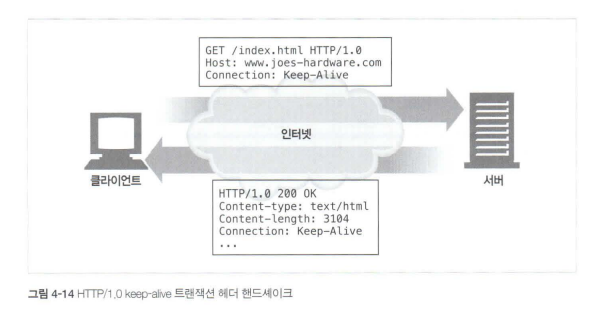 GET /index.html HTTP/1.0
Host: www.joes-hardware.com
Connection: Keep-Alive
인터넷
클라이언트
서버
HTTP/1.0 200 OK
Content-type: text/html
Content-length: 3104
Connection: Keep-Alive
...
그림 4-14 HTTP/1.0 keep-alive 트랜잭션 헤더 핸드셰이크